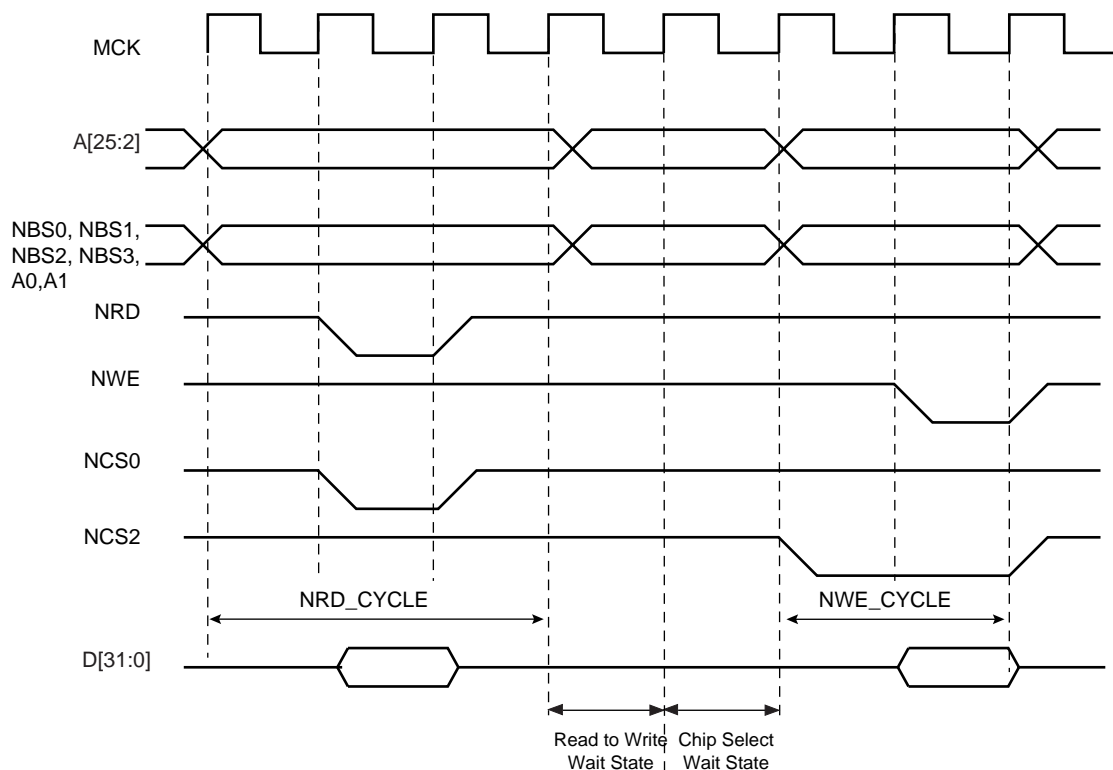 MCK
A[25:2]
NBS0, NBS1,
NBS2, NBS3,
A0,A1
NRD
NWE
NCS0
NCS2
NRD_CYCLE
NWE_CYCLE
D[31:0]
Read to Write
Wait State
Chip Select
Wait State